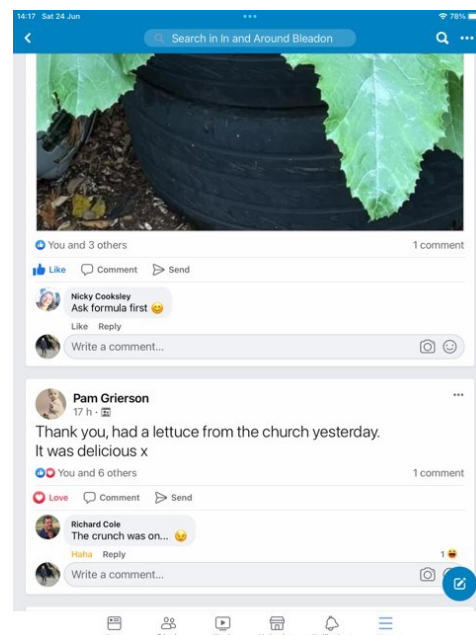 14:17 Sat 24 Jun
78%
Search in In and Around Bleadon
You and 3 others
1 comment
Like
Comment
Send
Nicky Cooksley
Ask formula first 😊
Like Reply
Write a comment...
Pam Grierson
17 h ·
Thank you, had a lettuce from the church yesterday.
It was delicious x
You and 6 others
1 comment
Love
Comment
Send
Richard Cole
The crunch was on... 😉
Haha Reply
1 😆
Write a comment...